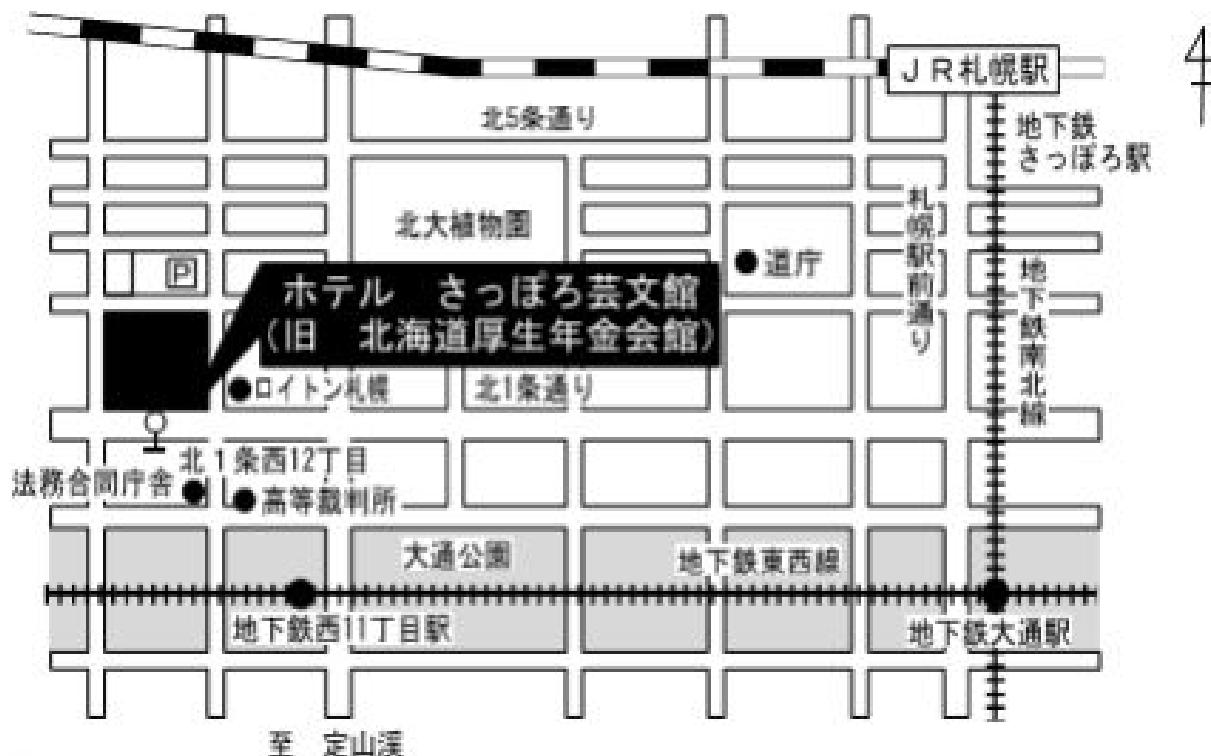 JR札幌駅
北5条通り
地下鉄
さっぽろ駅
北大植物園
札幌駅前通り
道庁
地下鉄南北線
P
ホテル さっぽろ芸文館
(旧 北海道厚生年金会館)
ロイトン札幌
北1条通り
北1条西12丁目
法務合同庁舎
高等裁判所
大通公園
地下鉄東西線
地下鉄西11丁目駅
地下鉄大通駅
至 定山渓